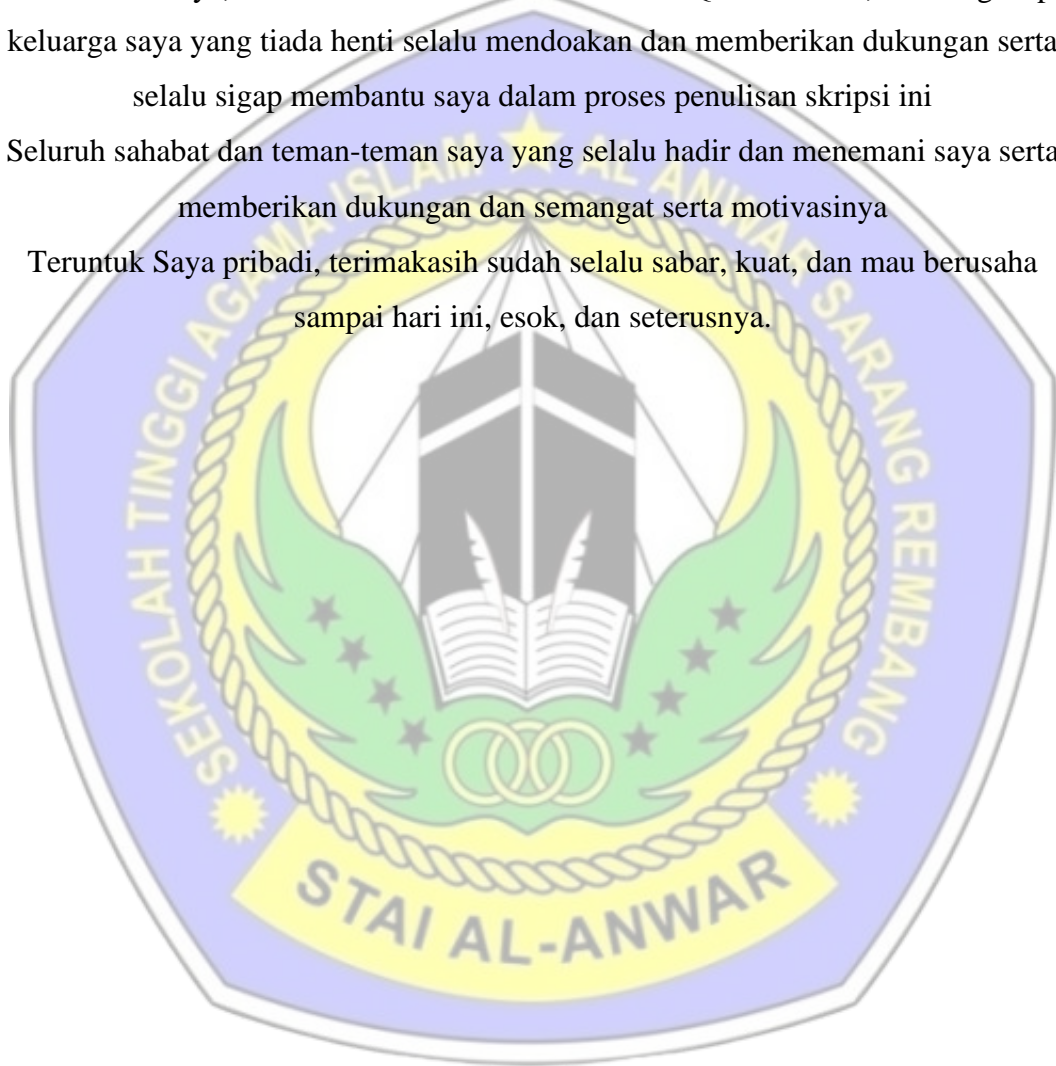 keluarga saya yang tiada henti selalu mendoakan dan memberikan dukungan serta
selalu sigap membantu saya dalam proses penulisan skripsi ini
Seluruh sahabat dan teman-teman saya yang selalu hadir dan menemani saya serta
memberikan dukungan dan semangat serta motivasinya
Teruntuk Saya pribadi, terimakasih sudah selalu sabar, kuat, dan mau berusaha
sampai hari ini, esok, dan seterusnya.
SEKOLAH TINGGI AGAMA ISLAM AL ANWAR SARANG REMBANG
STAI AL-ANWAR